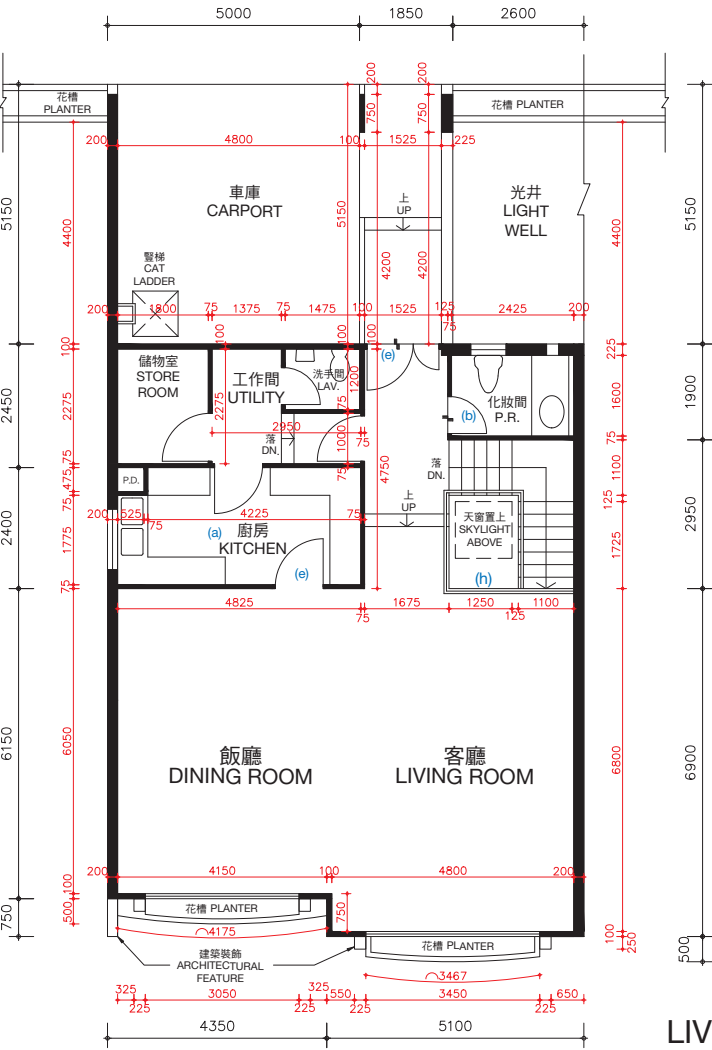 5000
1850
2600
花槽
PLANTER
花槽 PLANTER
200
200
750
750
200
4800
100
1525
225
5150
4400
車庫
CARPORT
5150
上
UP
光井
LIGHT
WELL
4400
5150
4200
4200
豎梯
CAT
LADDER
200
1800
75
1375
75
1475
100
1525
125
75
2425
200
100
100
100
100
(e)
225
儲物室
STORE
ROOM
工作間
UTILITY
洗手間
LAV.
1200
化妝間
P.R.
(b)
2450
2275
2275
1600
1900
75
2950
75
落
DN.
1000
75
75
75
4750
落
DN.
1100
P.D.
475
75
上
UP
125
天窗置上
SKYLIGHT
ABOVE
200
525
75
4225
75
(a)
廚房
KITCHEN
2400
1775
1725
2950
(e)
(h)
75
4825
75
1675
1250
125
1100
6150
6050
飯廳
DINING ROOM
客廳
LIVING ROOM
6800
6900
200
4150
100
4800
200
100
500
750
花槽 PLANTER
750
4175
花槽 PLANTER
100
250
500
建築裝飾
ARCHITECTURAL
FEATURE
3467
325
225
3050
225
325
550
225
3450
225
650
4350
5100
LIV